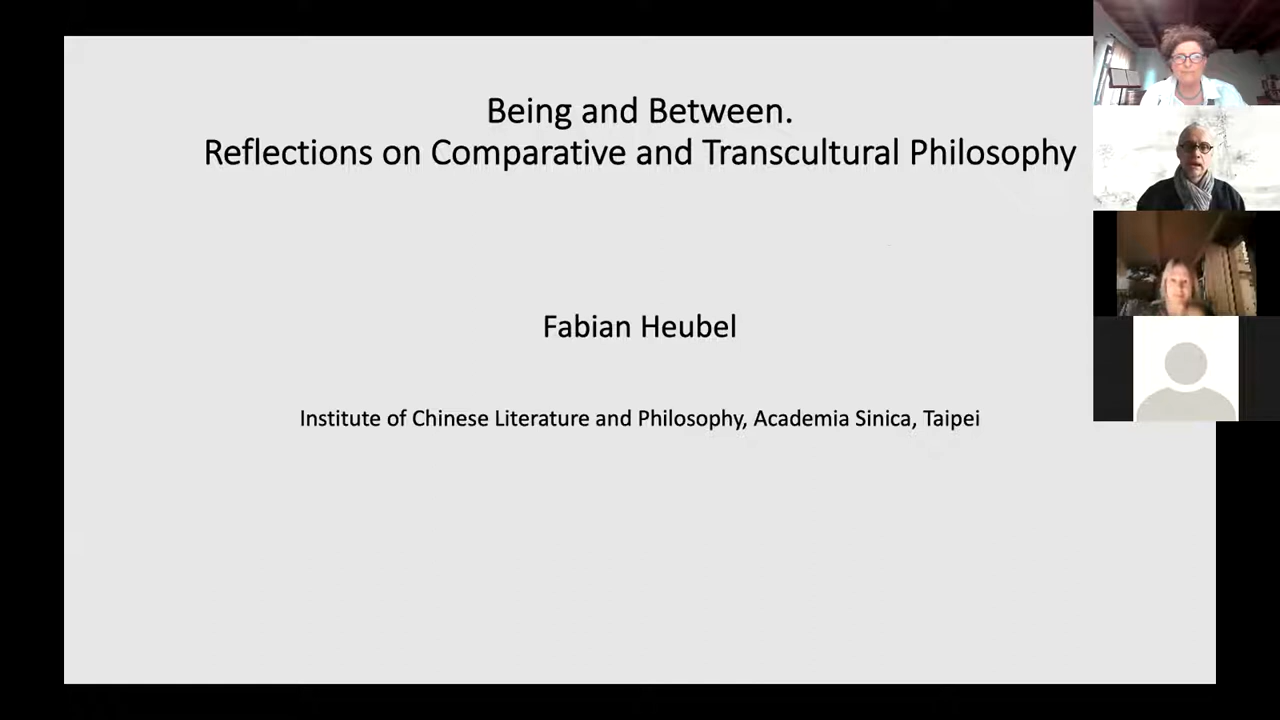 Being and Between.
Reflections on Comparative and Transcultural Philosophy
Fabian Heubel
Institute of Chinese Literature and Philosophy, Academia Sinica, Taipei